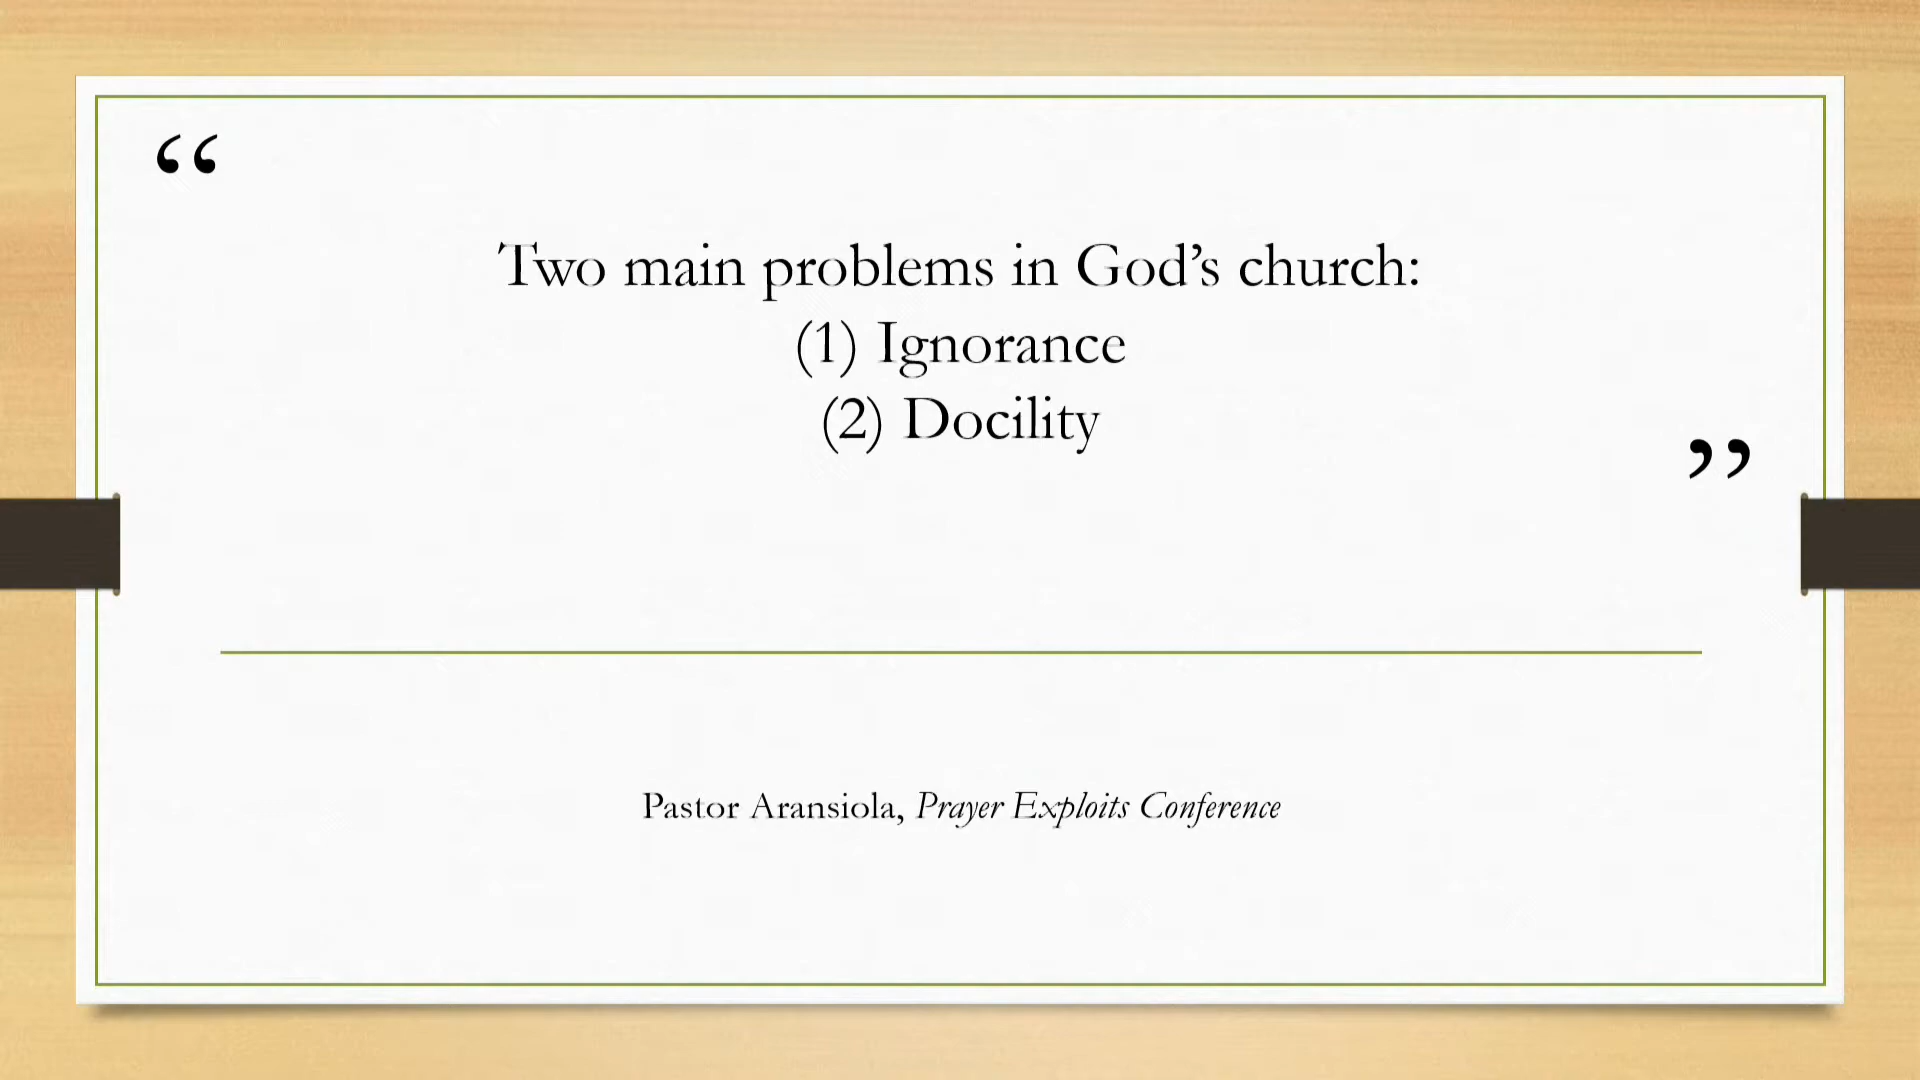 “
Two main problems in God’s church:
(1) Ignorance
(2) Docility
”
Pastor Aransiola, Prayer Exploits Conference